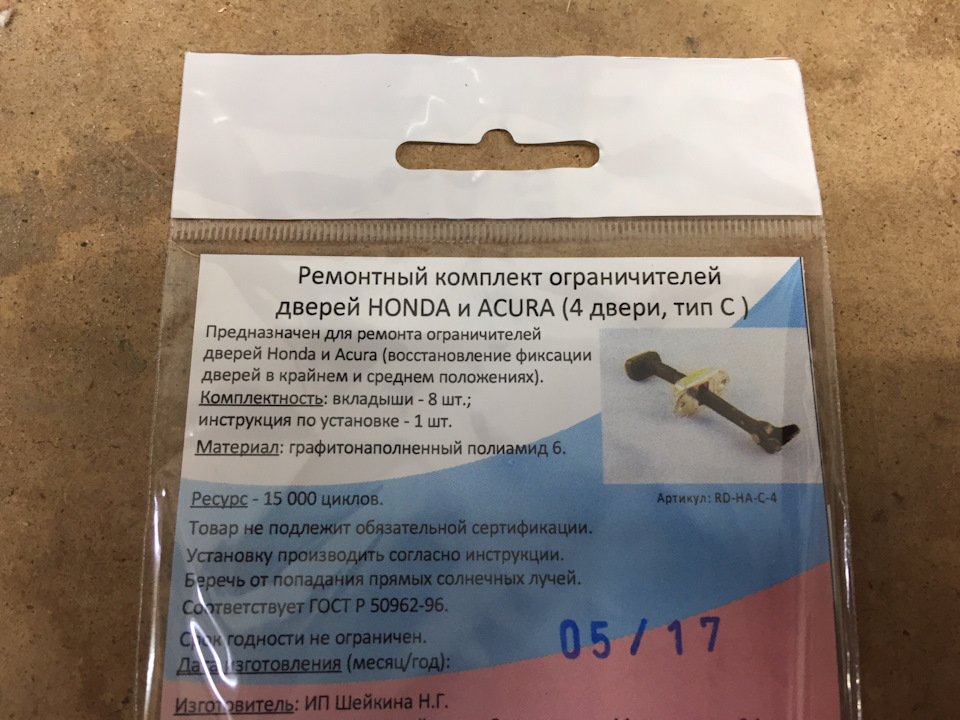 Ремонтный комплект ограничителей
дверей HONDA и ACURA (4 двери, тип С )
Предназначен для ремонта ограничителей
дверей Honda и Acura (восстановление фиксации
дверей в крайнем и среднем положениях).
Комплектность: вкладыши - 8 шт.;
инструкция по установке - 1 шт.
Материал: графитонаполненный полиамид 6.
Артикул: RD-HA-C-4
Ресурс - 15 000 циклов.
Товар не подлежит обязательной сертификации.
Установку производить согласно инструкции.
Беречь от попадания прямых солнечных лучей.
Соответствует ГОСТ Р 50962-96.
Срок годности не ограничен.
05/17
Дата изготовления (месяц/год):
Изготовитель: ИП Шейкина Н.Г.